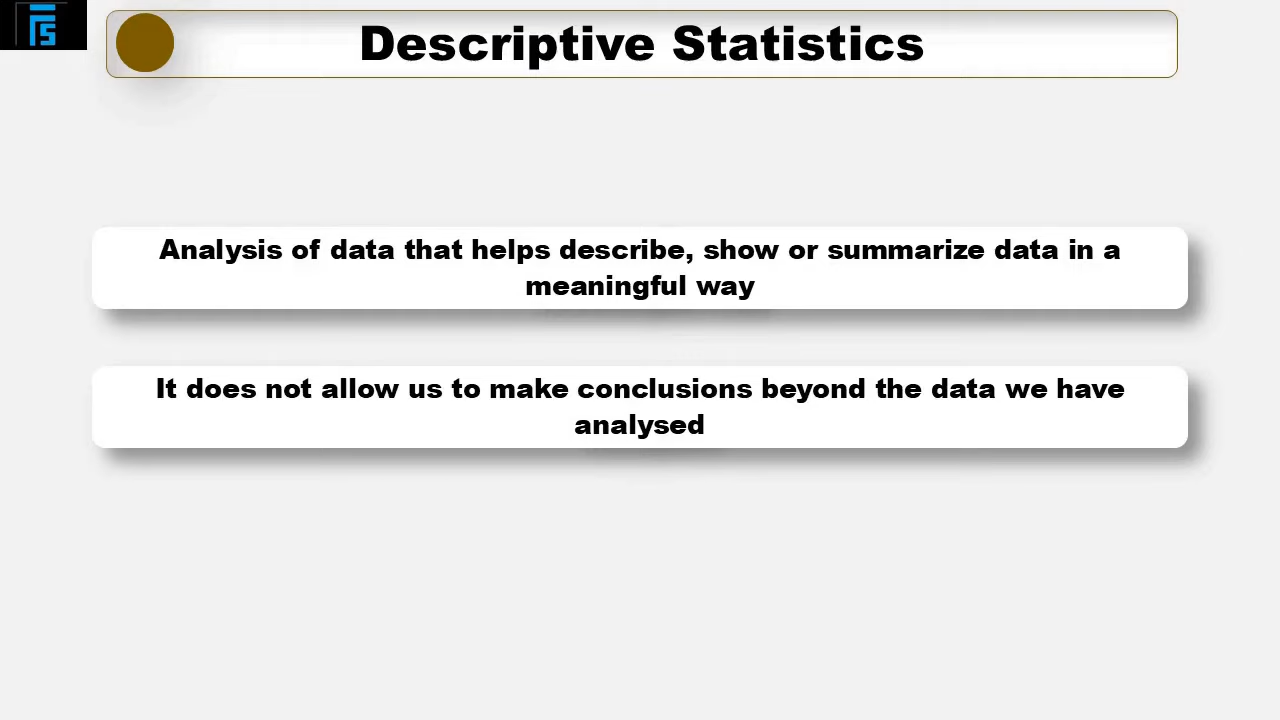 Descriptive Statistics
Analysis of data that helps describe, show or summarize data in a
meaningful way
It does not allow us to make conclusions beyond the data we have
analysed